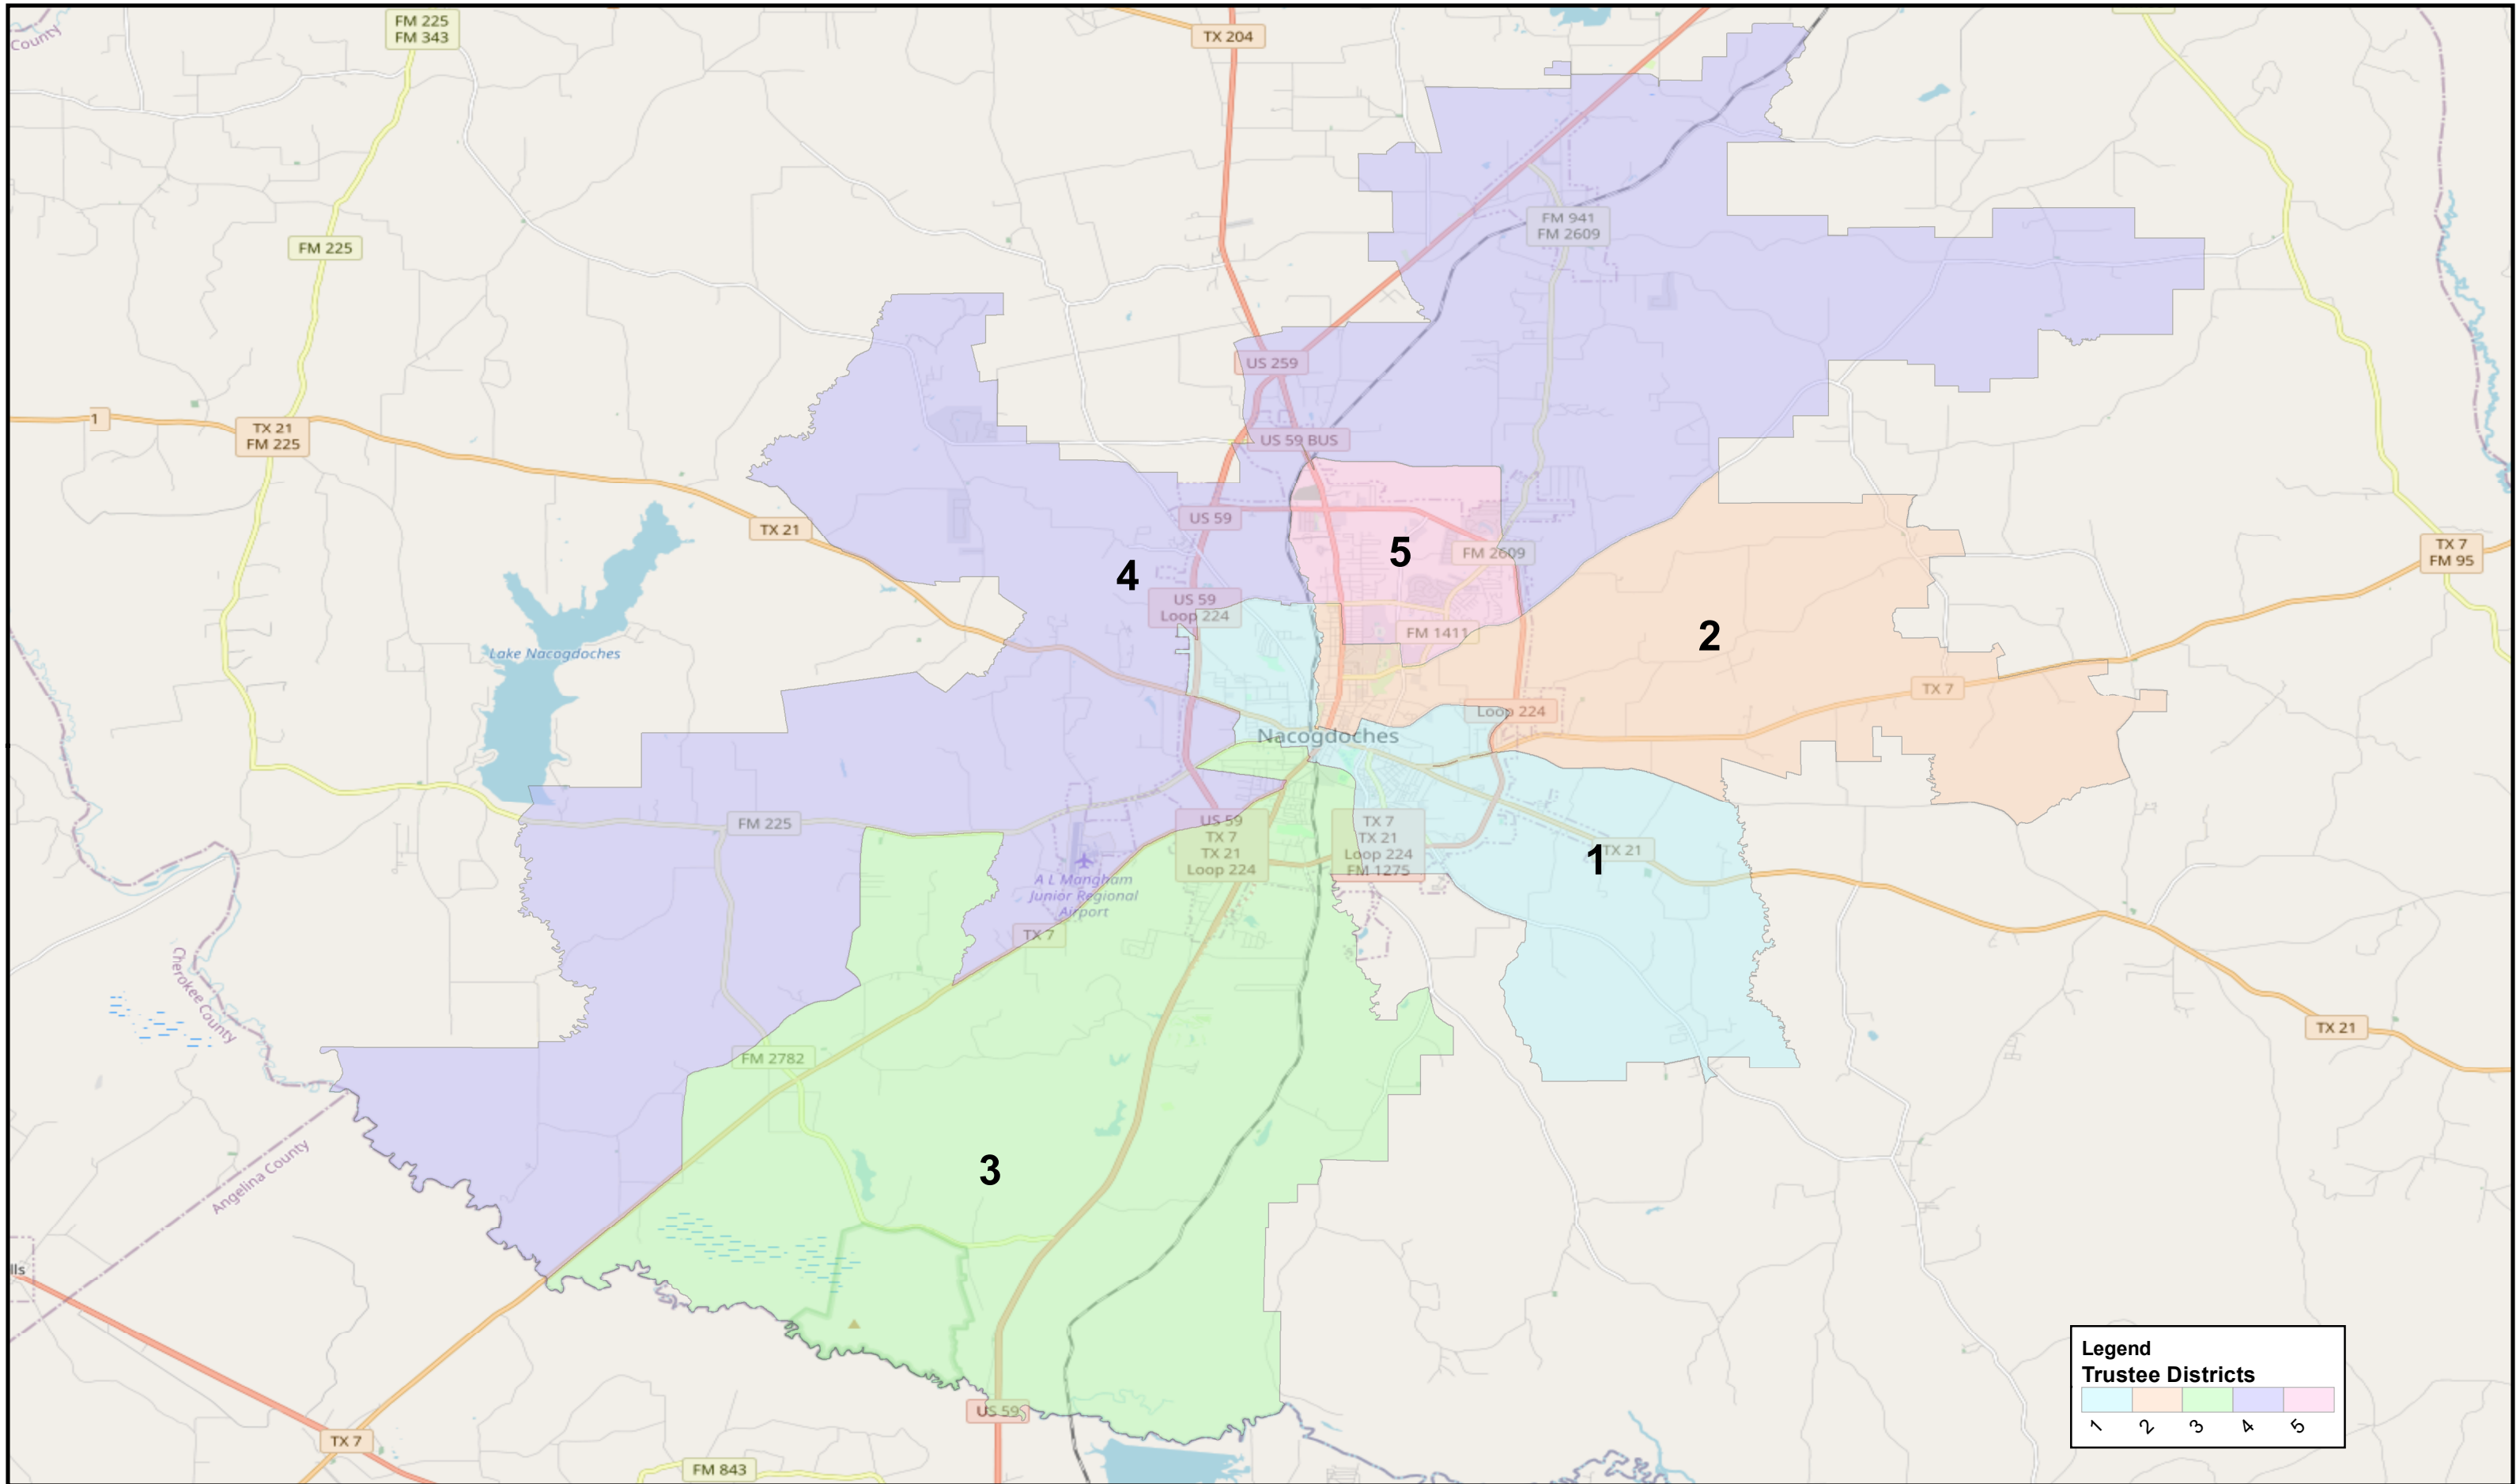 FM 225
FM 343
TX 204
County
FM 941
FM 2609
FM 225
US 259
1
TX 21
FM 225
US 59 BUS
TX 21
US 59
5
FM 2609
TX 7
FM 95
4
US 59
Loop 224
FM 1411
2
Lake Nacogdoches
TX 7
Loop 224
Nacogdoches
FM 225
US 59
TX 7
TX 21
Loop 224
TX 7
TX 21
Loop 224
FM 1275
TX 21
1
A L Mangham
Junior Regional
Airport
TX 7
Cherokee County
TX 21
FM 2782
3
Angelina County
lls
US 59
TX 7
FM 843
Legend
Trustee Districts
1 2 3 4 5